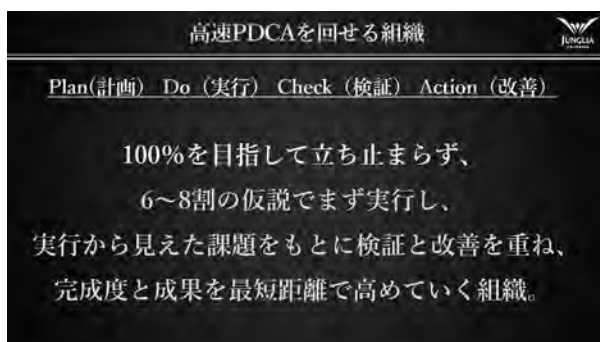 高速PDCAを回せる組織
JUNGLIA
Plan(計画) Do（実行） Check（検証） Action（改善）
100%を目指して立ち止まらず、
6〜8割の仮説でまず実行し、
実行から見えた課題をもとに検証と改善を重ね、
完成度と成果を最短距離で高めていく組織。